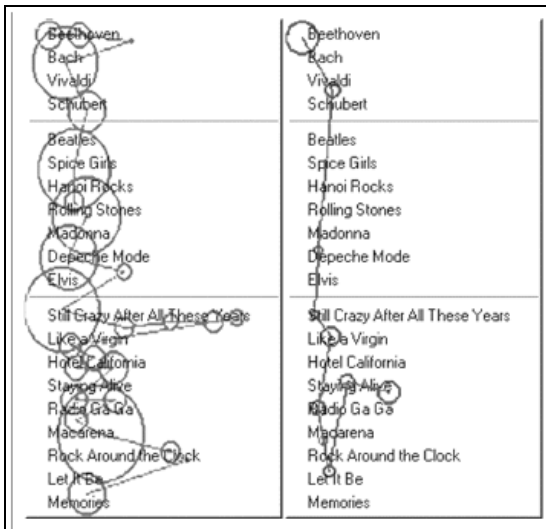 Beethoven
Bach
Vivaldi
Schubert
Beatles
Spice Girls
Hanoi Rocks
Rolling Stones
Madonna
Depeche Mode
Elvis
Still Crazy After All These Years
Like a Virgin
Hotel California
Staying Alive
Radio Ga Ga
Macarena
Rock Around the Clock
Let It Be
Memories
Beethoven
Bach
Vivaldi
Schubert
Beatles
Spice Girls
Hanoi Rocks
Rolling Stones
Madonna
Depeche Mode
Elvis
Still Crazy After All These Years
Like a Virgin
Hotel California
Staying Alive
Radio Ga Ga
Macarena
Rock Around the Clock
Let It Be
Memories